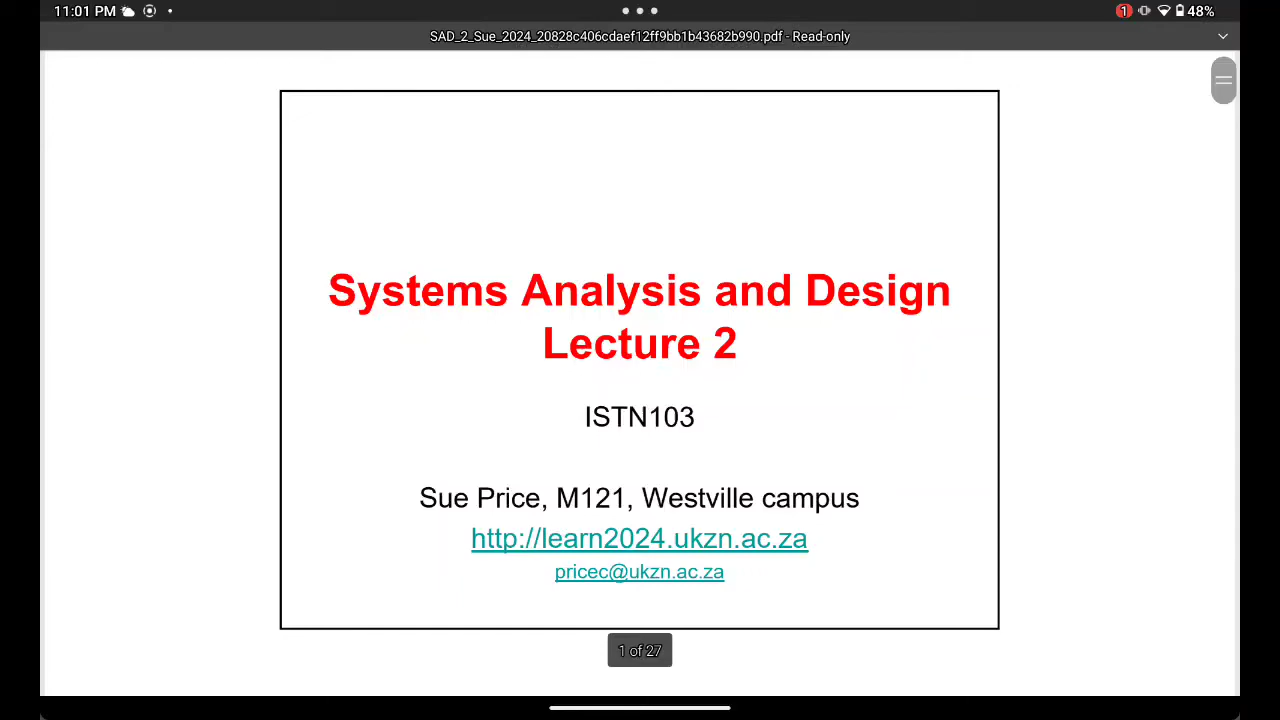 11:01 PM
1
48%
SAD_2_Sue_2024_20828c406cdaef12ff9bb1b43682b990.pdf - Read-only
Systems Analysis and Design
Lecture 2
ISTN103
Sue Price, M121, Westville campus
http://learn2024.ukzn.ac.za
pricec@ukzn.ac.za
1 of 27